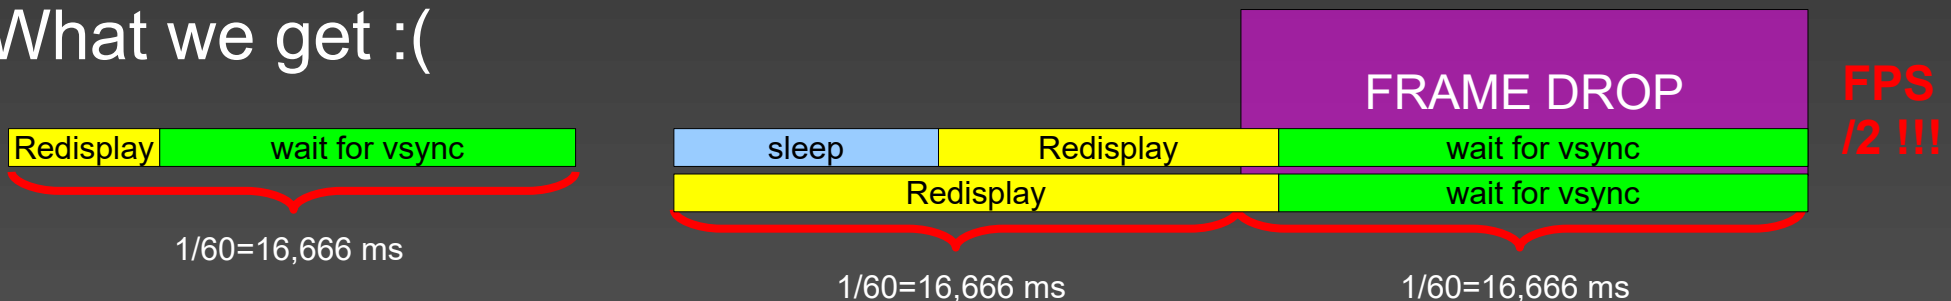 What we get :(
FRAME DROP
FPS
/2 !!!
Redisplay wait for vsync
sleep Redisplay wait for vsync
Redisplay wait for vsync
1/60=16,666 ms
1/60=16,666 ms 1/60=16,666 ms